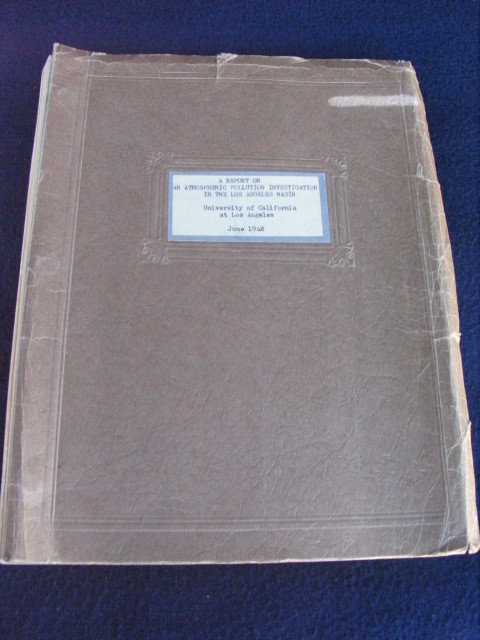 A REPORT ON
AN ATMOSPHERIC POLLUTION INVESTIGATION
IN THE LOS ANGELES BASIN
University of California
at Los Angeles
June 1948